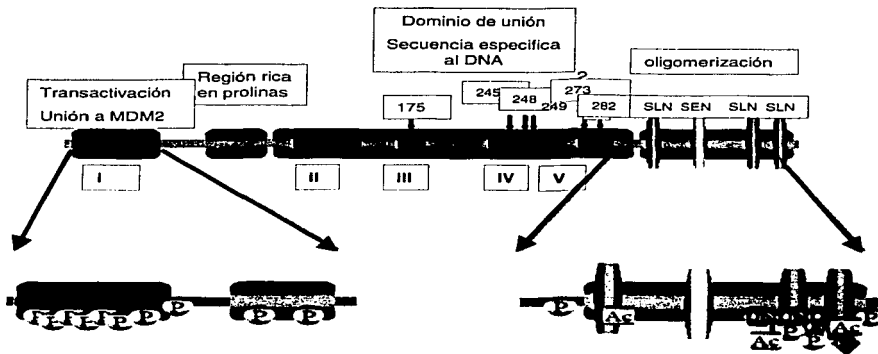 Dominio de unión
Secuencia especifica
al DNA
Transactivación
Unión a MDM2
Región rica
en prolinas
oligomerización
175
245
248
249
273
282
SLN SEN SLN SLN
I
II
III
IV
V
P P P P
P
Ac
P
Ac
P
Ac
P